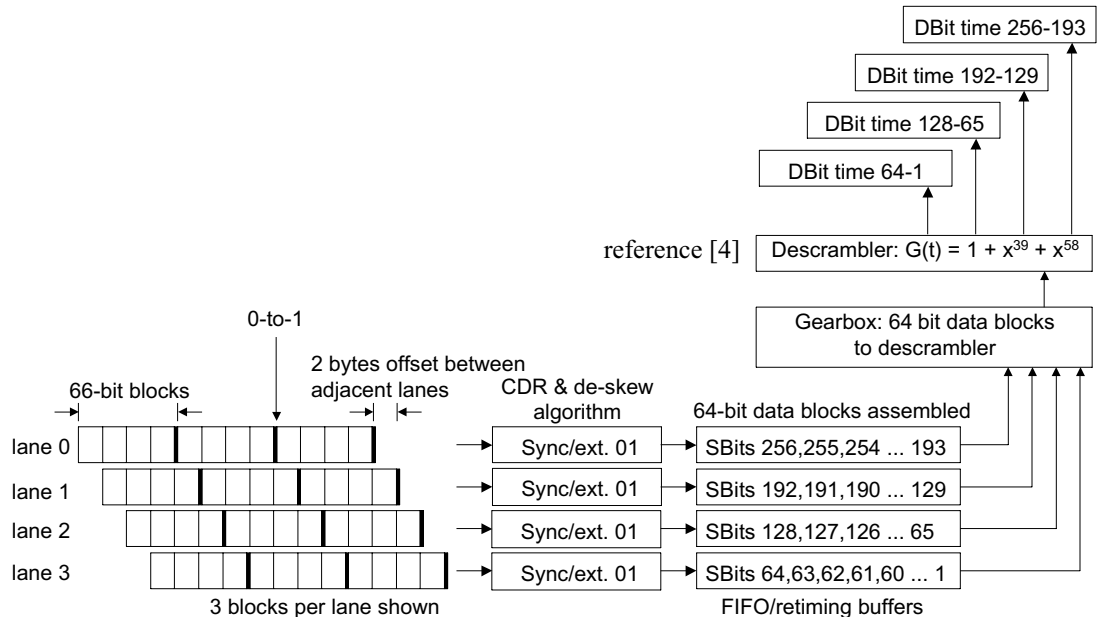 DBit time 256-193
DBit time 192-129
DBit time 128-65
DBit time 64-1
reference [4]
Descrambler: G(t) = 1 + x^39 + x^58
Gearbox: 64 bit data blocks
to descrambler
0-to-1
2 bytes offset between
adjacent lanes
66-bit blocks
CDR & de-skew
algorithm
64-bit data blocks assembled
lane 0
Sync/ext. 01
SBits 256,255,254 ... 193
lane 1
Sync/ext. 01
SBits 192,191,190 ... 129
lane 2
Sync/ext. 01
SBits 128,127,126 ... 65
lane 3
Sync/ext. 01
SBits 64,63,62,61,60 ... 1
3 blocks per lane shown
FIFO/retiming buffers